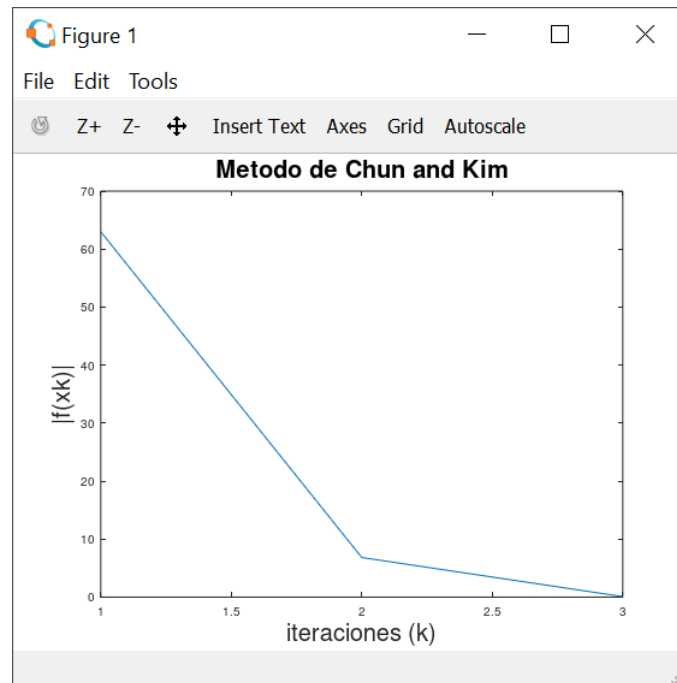 Figure 1
File Edit Tools
Z+ Z- Insert Text Axes Grid Autoscale
Metodo de Chun and Kim
70
60
50
40
30
20
10
0
|f(xk)|
1 1.5 2 2.5 3
iteraciones (k)